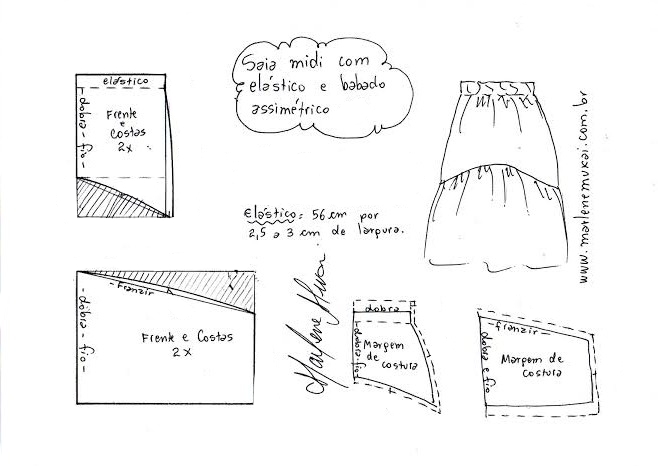 Saia midi com
elástico e babado
assimétrico
elástico
-dobra-fio-
Frente
e
Costas
2x
Elástico: 56 cm por
2,5 a 3 cm de largura.
www.marlenemukai.com.br
-Franzir-
-dobra-fio-
Frente e Costas
2x
Marlene Mukai
dobra
-dobra-fio-
Margem
de
costura
-franzir-
dobra e fio
Margem de
costura